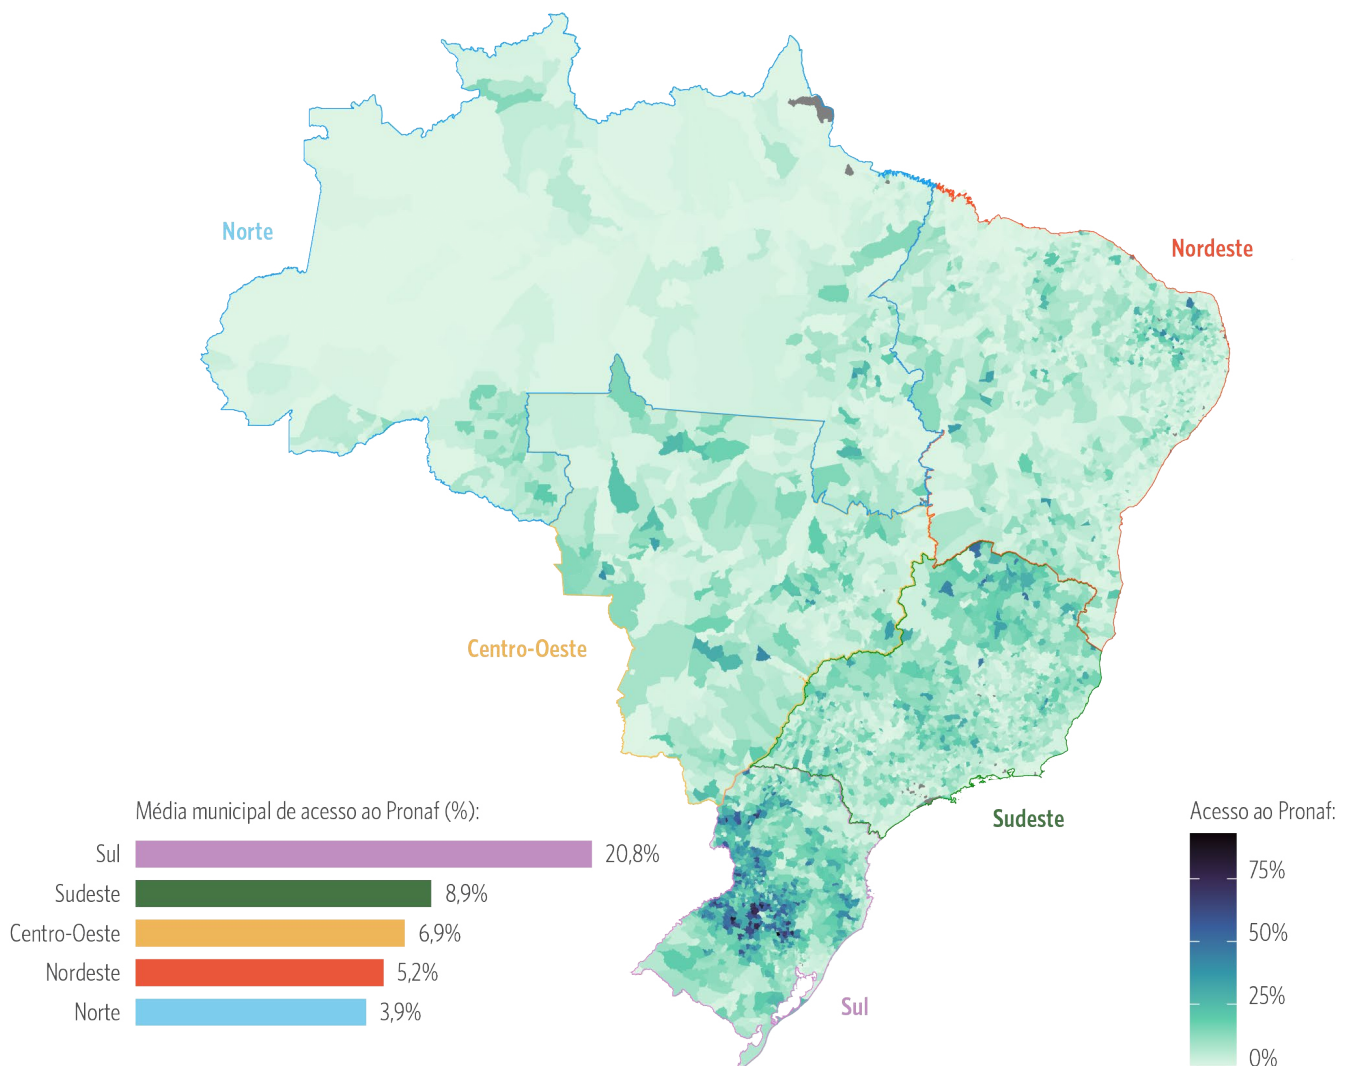 Norte
Nordeste
Centro-Oeste
Sudeste
Sul
Média municipal de acesso ao Pronaf (%):
Sul 20,8%
Sudeste 8,9%
Centro-Oeste 6,9%
Nordeste 5,2%
Norte 3,9%
Acesso ao Pronaf:
75%
50%
25%
0%